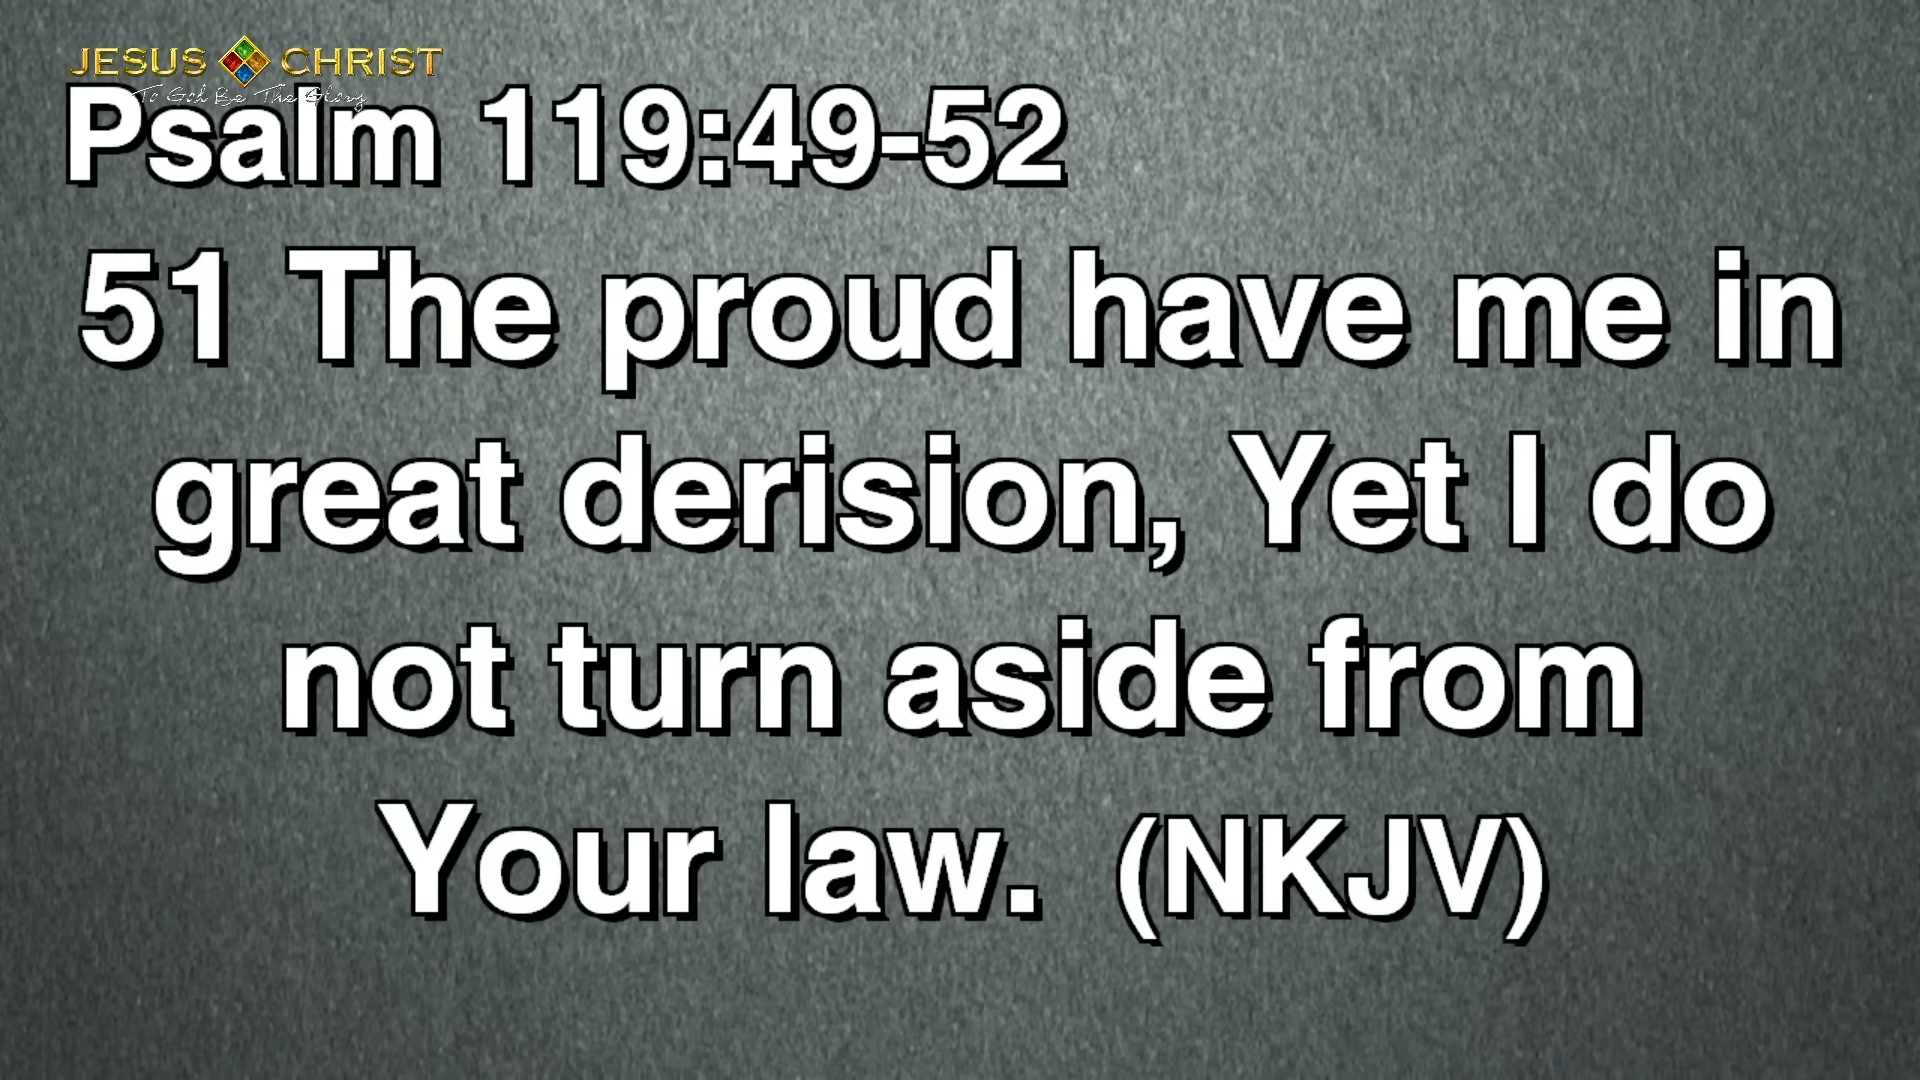 JESUS CHRIST
To God Be The Glory
Psalm 119:49-52
51 The proud have me in
great derision, Yet I do
not turn aside from
Your law. (NKJV)